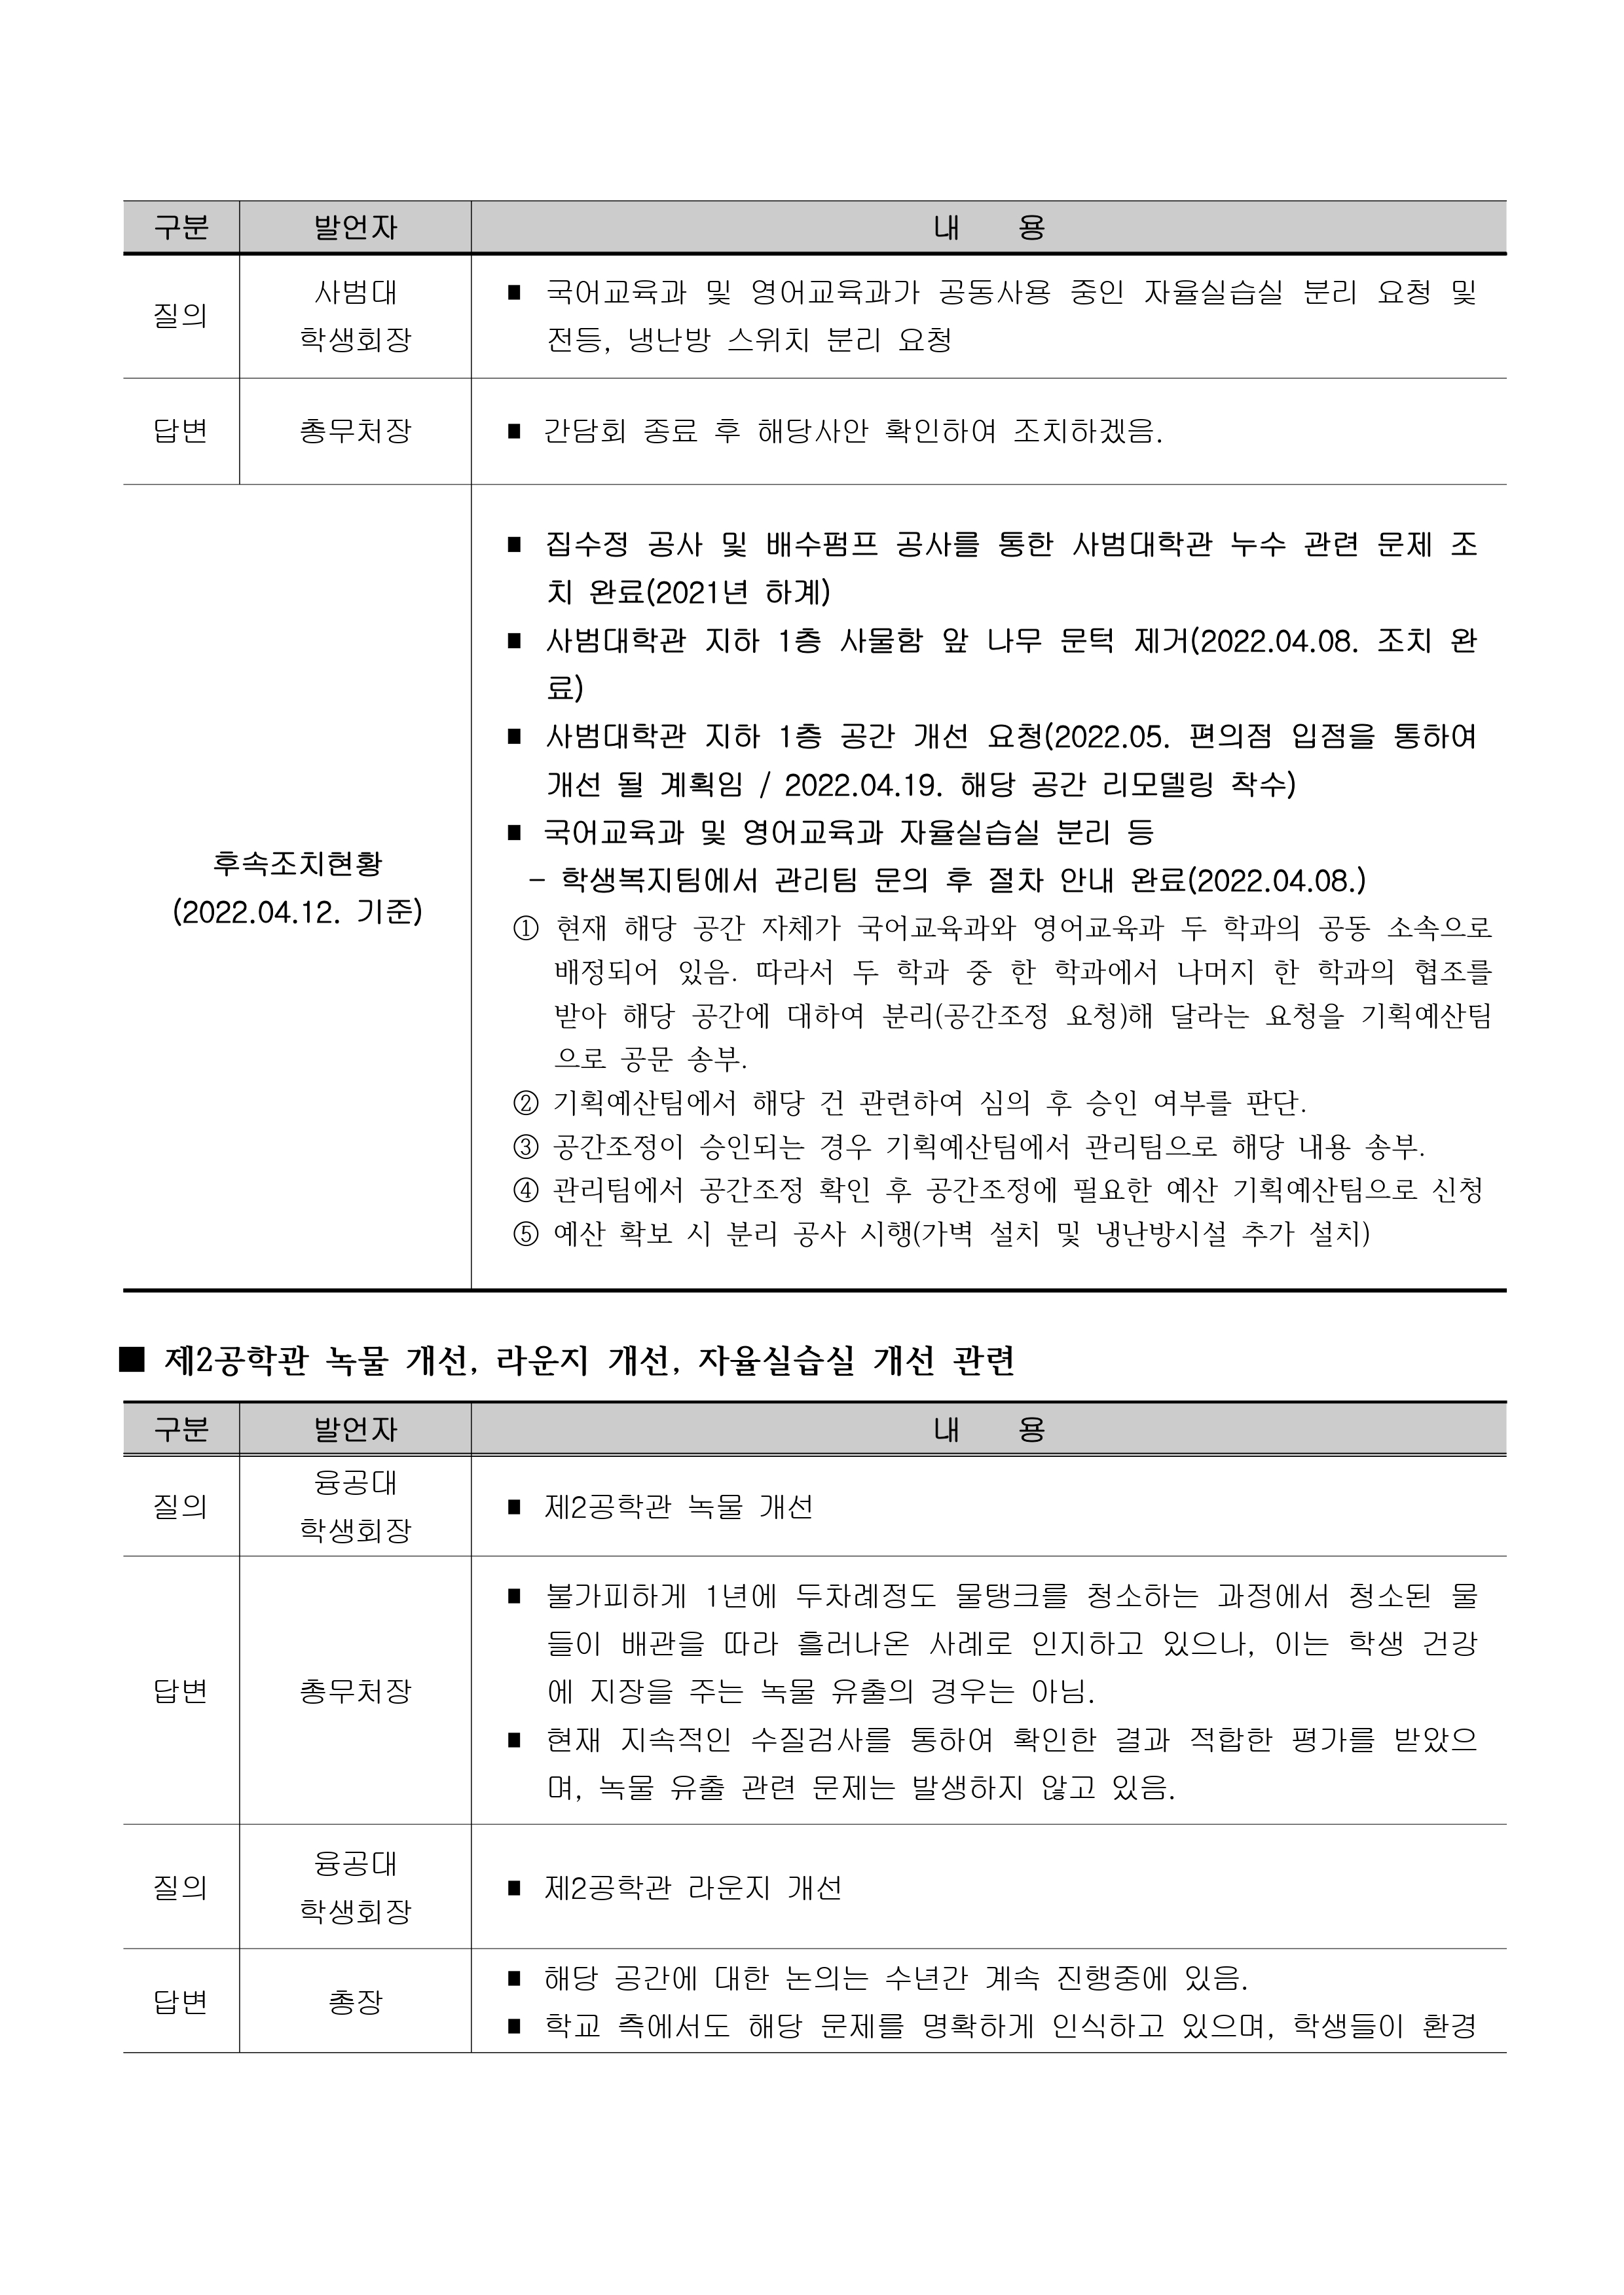 구분 발언자 내 용
질의 사범대 학생회장 ■ 국어교육과 및 영어교육과가 공동사용 중인 자율실습실 분리 요청 및
전등, 냉난방 스위치 분리 요청
답변 총무처장 ■ 간담회 종료 후 해당사안 확인하여 조치하겠음.
후속조치현황
(2022.04.12. 기준)
■ 집수정 공사 및 배수펌프 공사를 통한 사범대학관 누수 관련 문제 조
치 완료(2021년 하계)
■ 사범대학관 지하 1층 사물함 앞 나무 문턱 제거(2022.04.08. 조치 완
료)
■ 사범대학관 지하 1층 공간 개선 요청(2022.05. 편의점 입점을 통하여
개선 될 계획임 / 2022.04.19. 해당 공간 리모델링 착수)
■ 국어교육과 및 영어교육과 자율실습실 분리 등
- 학생복지팀에서 관리팀 문의 후 절차 안내 완료(2022.04.08.)
① 현재 해당 공간 자체가 국어교육과와 영어교육과 두 학과의 공동 소속으로
배정되어 있음. 따라서 두 학과 중 한 학과에서 나머지 한 학과의 협조를
받아 해당 공간에 대하여 분리(공간조정 요청)해 달라는 요청을 기획예산팀
으로 공문 송부.
② 기획예산팀에서 해당 건 관련하여 심의 후 승인 여부를 판단.
③ 공간조정이 승인되는 경우 기획예산팀에서 관리팀으로 해당 내용 송부.
④ 관리팀에서 공간조정 확인 후 공간조정에 필요한 예산 기획예산팀으로 신청
⑤ 예산 확보 시 분리 공사 시행(가벽 설치 및 냉난방시설 추가 설치)
■ 제2공학관 녹물 개선, 라운지 개선, 자율실습실 개선 관련
구분 발언자 내 용
질의 융공대 학생회장 ■ 제2공학관 녹물 개선
답변 총무처장 ■ 불가피하게 1년에 두차례정도 물탱크를 청소하는 과정에서 청소된 물
들이 배관을 따라 흘러나온 사례로 인지하고 있으나, 이는 학생 건강
에 지장을 주는 녹물 유출의 경우는 아님.
■ 현재 지속적인 수질검사를 통하여 확인한 결과 적합한 평가를 받았으
며, 녹물 유출 관련 문제는 발생하지 않고 있음.
질의 융공대 학생회장 ■ 제2공학관 라운지 개선
답변 총장 ■ 해당 공간에 대한 논의는 수년간 계속 진행중에 있음.
■ 학교 측에서도 해당 문제를 명확하게 인식하고 있으며, 학생들이 환경